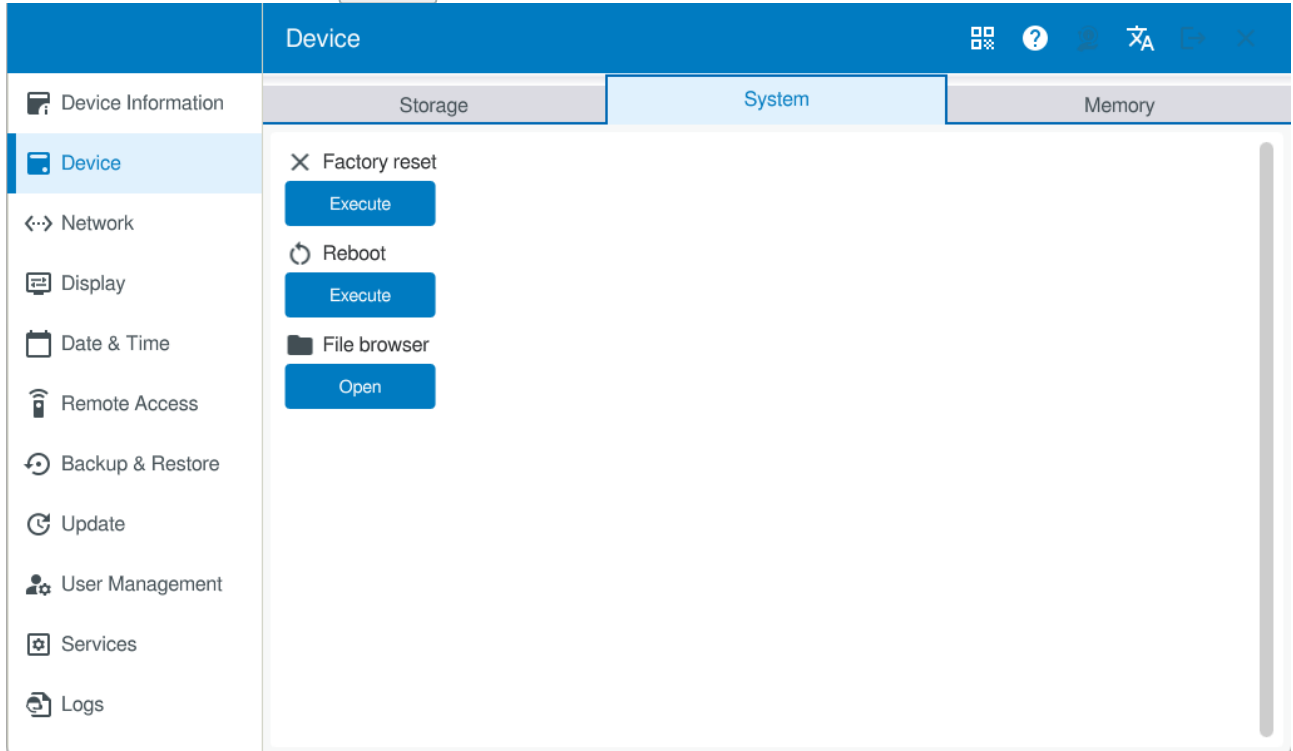 Device
Device Information
Device
Network
Display
Date & Time
Remote Access
Backup & Restore
Update
User Management
Services
Logs
Storage
System
Memory
Factory reset
Execute
Reboot
Execute
File browser
Open